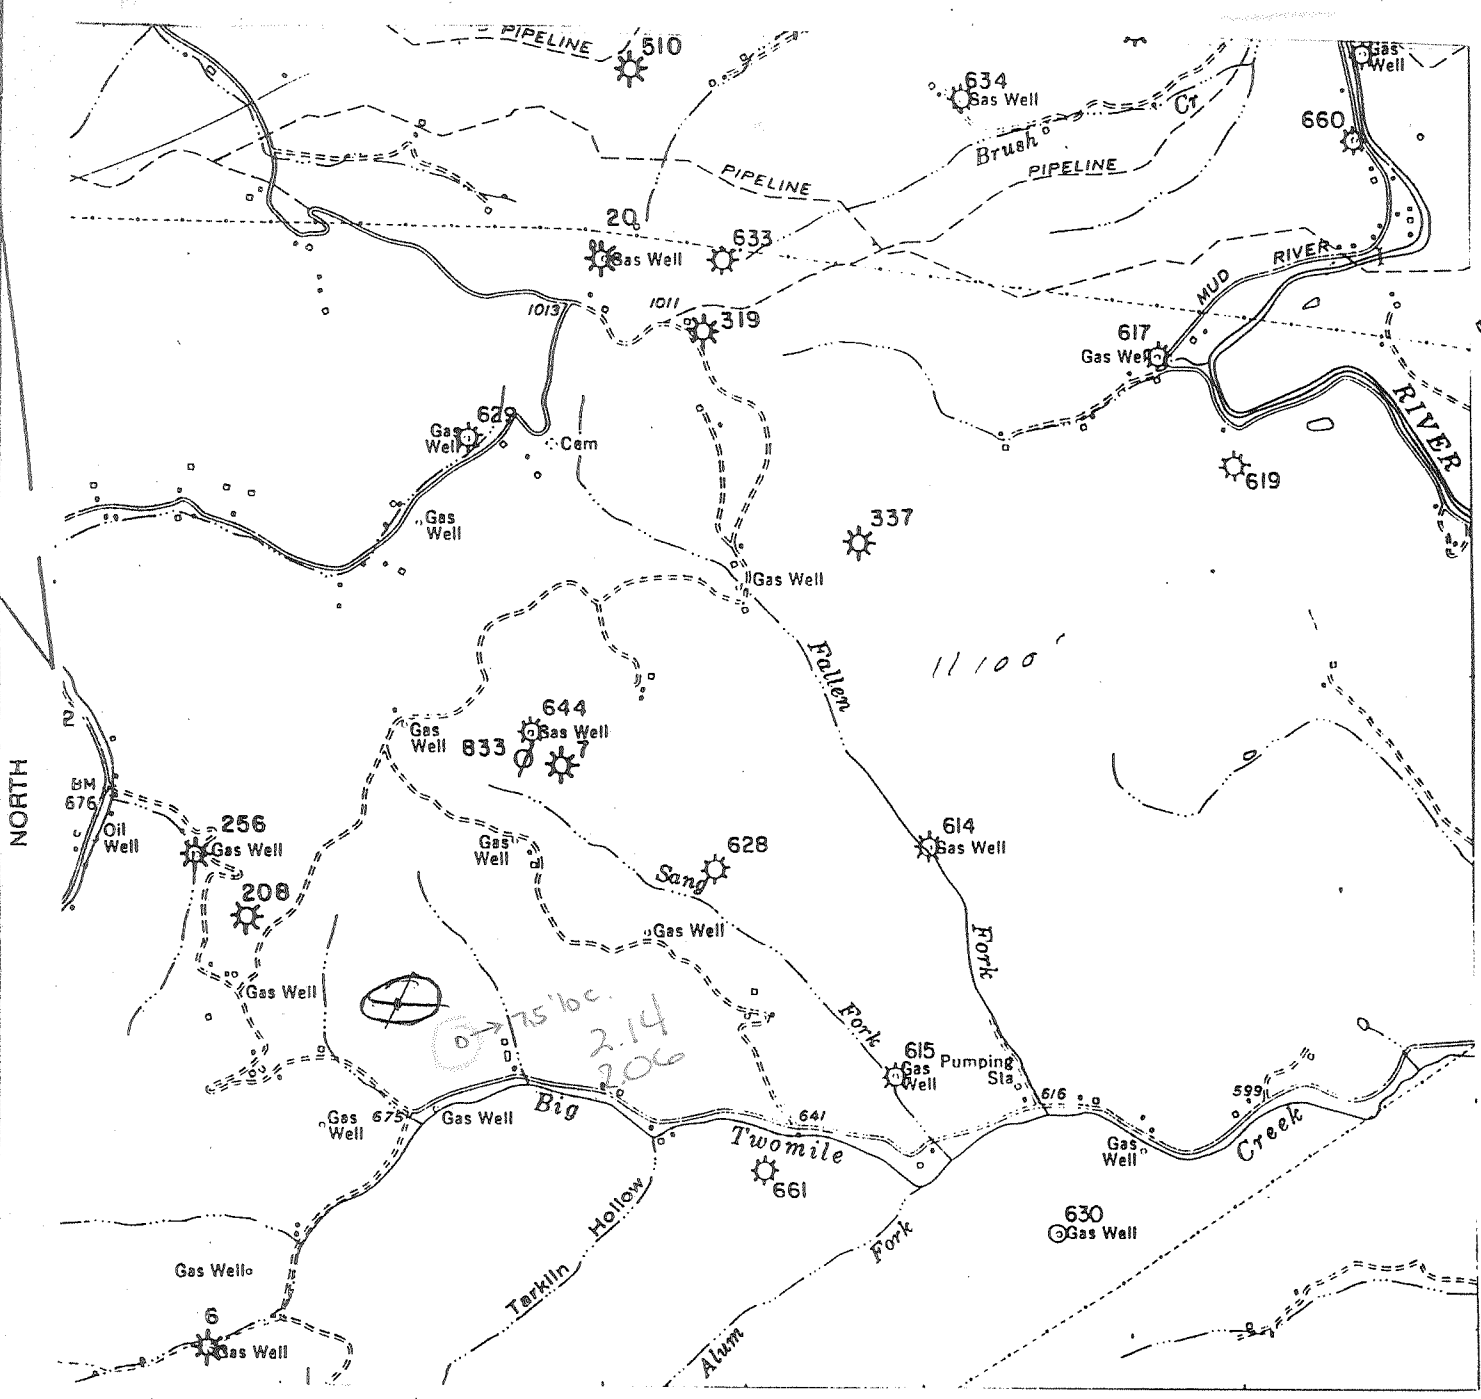 PIPELINE
510
634
Gas Well
Gas
Well
660
Brush
Cr
PIPELINE
PIPELINE
20
Gas Well
633
MUD
RIVER
1013
1011
319
617
Gas Well
RIVER
629
Gas
Well
Cem
619
Gas
Well
337
Gas Well
11100'
Fallen
2
644
Gas Well
Gas
Well
833
7
BM
676
Oil
Well
NORTH
256
Gas Well
614
Gas Well
Gas
Well
628
Sang
208
Gas Well
Fork
Gas Well
7.5' loc.
2.14
2.06
Fork
615
Gas
Well
Pumping
Sta
616
599
Gas
Well
675
Gas Well
Big
641
Twomile
Gas
Well
Creek
661
Hollow
630
Gas Well
Fork
Gas Well
Tarklin
6
Gas Well
Alum